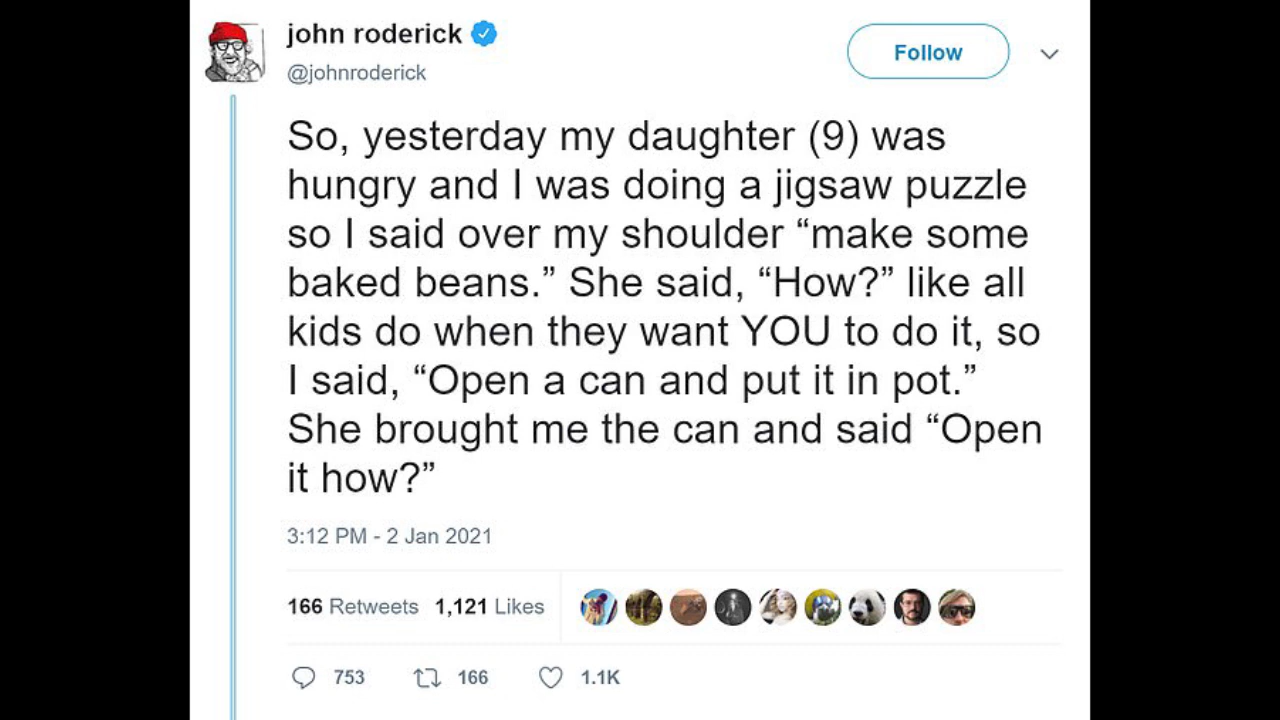 john roderick
@johnroderick
Follow
So, yesterday my daughter (9) was
hungry and I was doing a jigsaw puzzle
so I said over my shoulder “make some
baked beans.” She said, “How?” like all
kids do when they want YOU to do it, so
I said, “Open a can and put it in pot.”
She brought me the can and said “Open
it how?”
3:12 PM - 2 Jan 2021
166 Retweets 1,121 Likes
753 166 1.1K